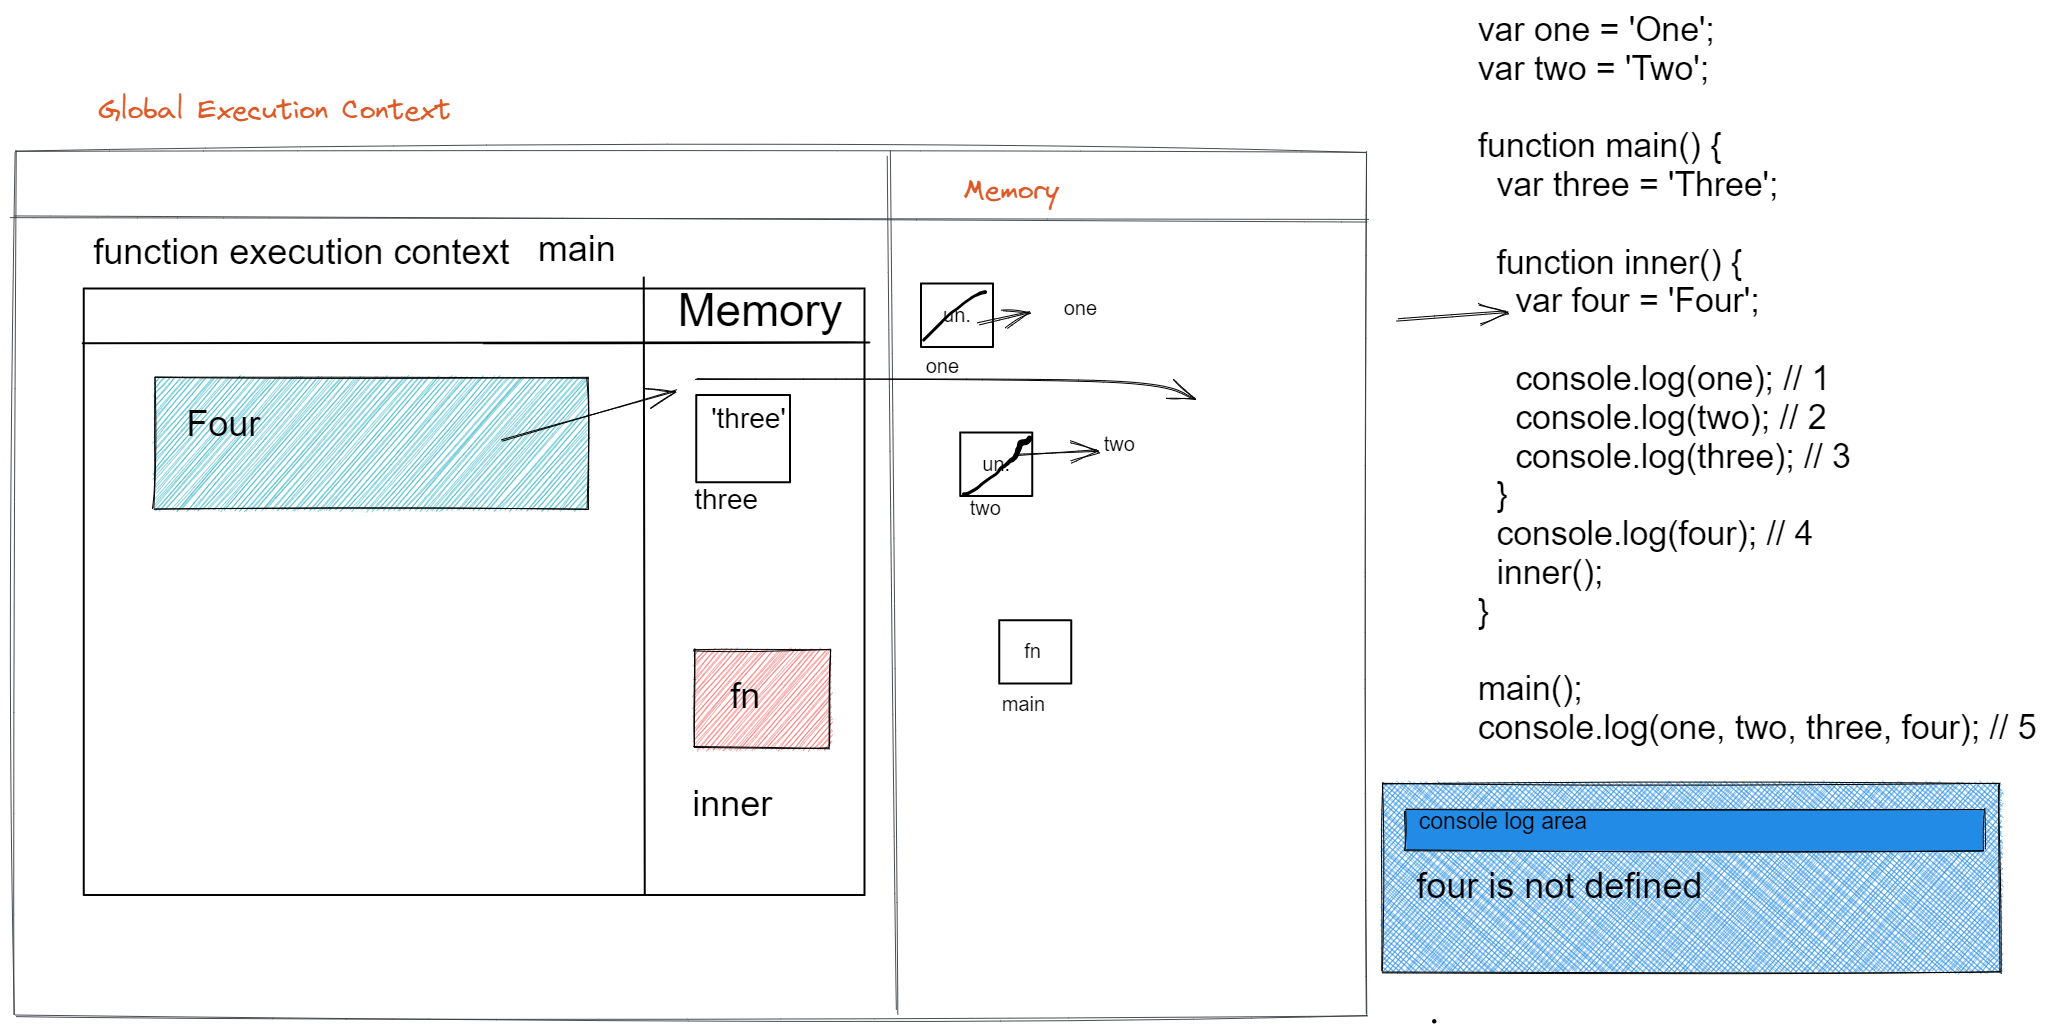 Global Execution Context
Memory
function execution context main
Memory
Four
'three'
three
fn
inner
un.
one
one
un.
two
two
fn
main
var one = 'One';
var two = 'Two';
function main() {
var three = 'Three';
function inner() {
var four = 'Four';
console.log(one); // 1
console.log(two); // 2
console.log(three); // 3
}
console.log(four); // 4
inner();
}
main();
console.log(one, two, three, four); // 5
console log area
four is not defined
.